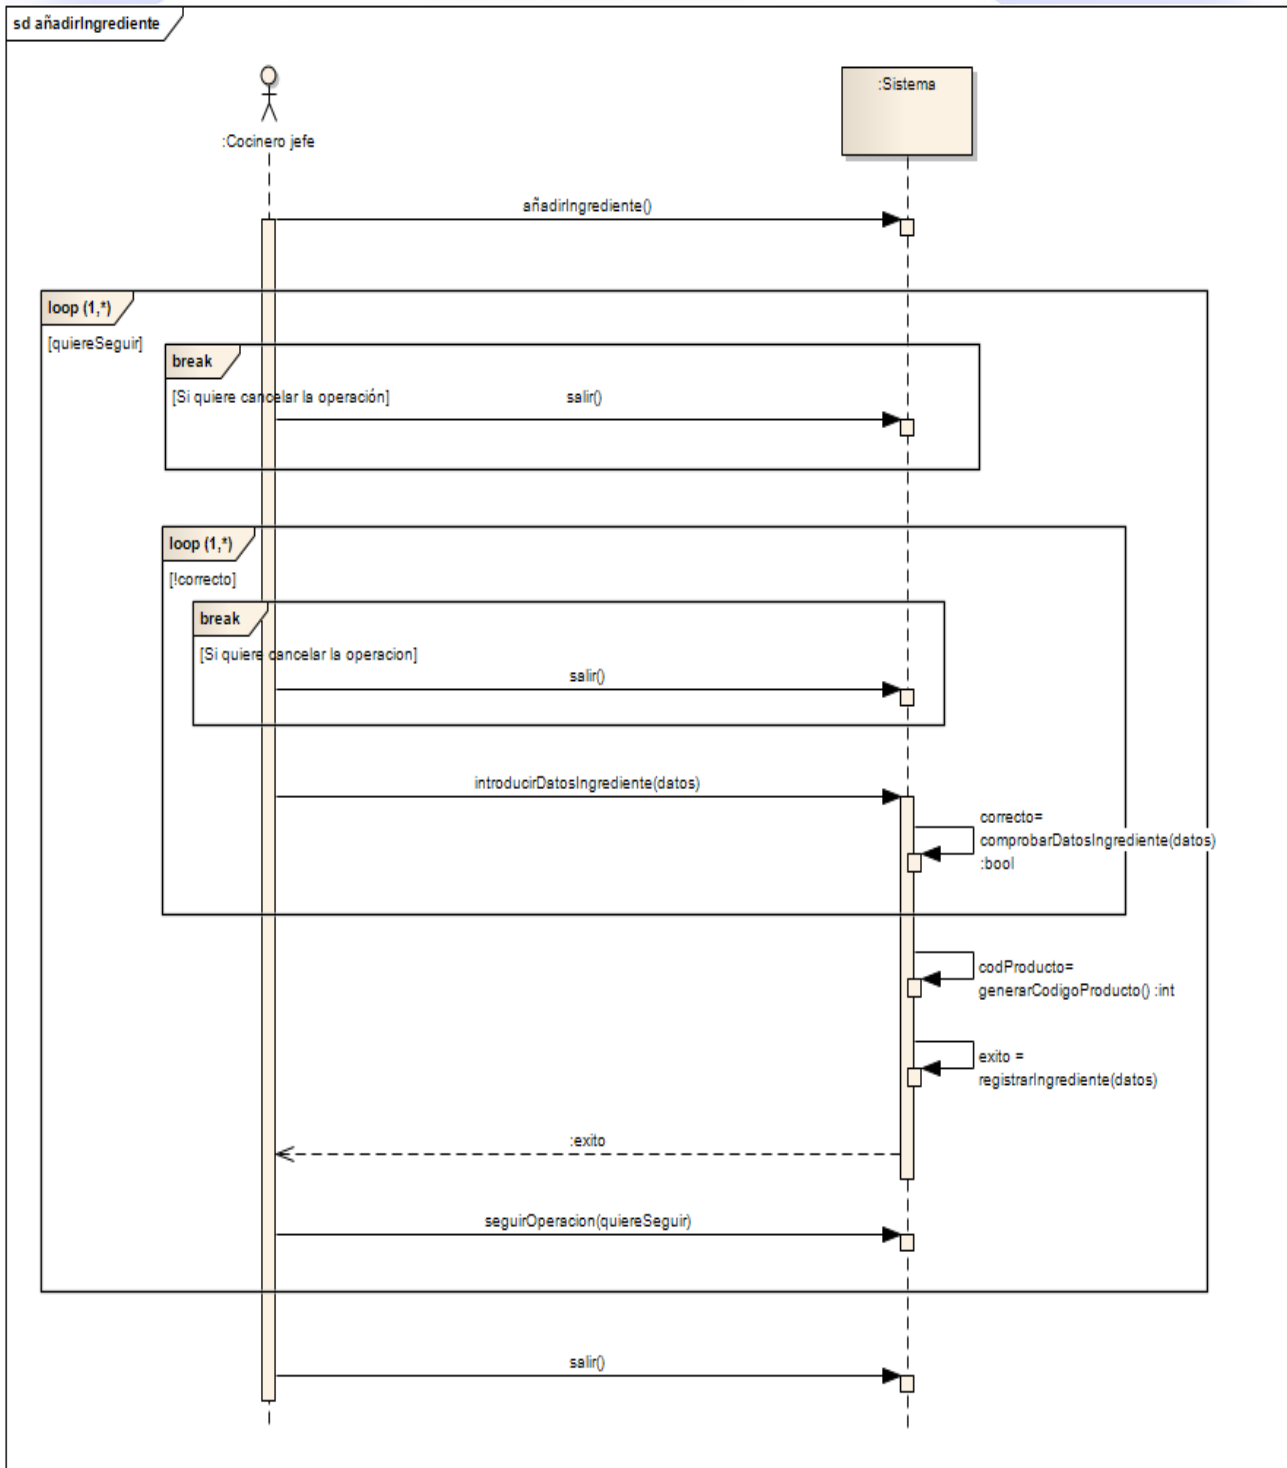 sd añadirIngrediente
:Cocinero jefe
:Sistema
añadirIngrediente()
loop (1,*)
[quiereSeguir]
break
[Si quiere cancelar la operación]
salir()
loop (1,*)
[!correcto]
break
[Si quiere cancelar la operacion]
salir()
introducirDatosIngrediente(datos)
correcto=
comprobarDatosIngrediente(datos)
:bool
codProducto=
generarCodigoProducto() :int
exito =
registrarIngrediente(datos)
:exito
seguirOperacion(quiereSeguir)
salir()